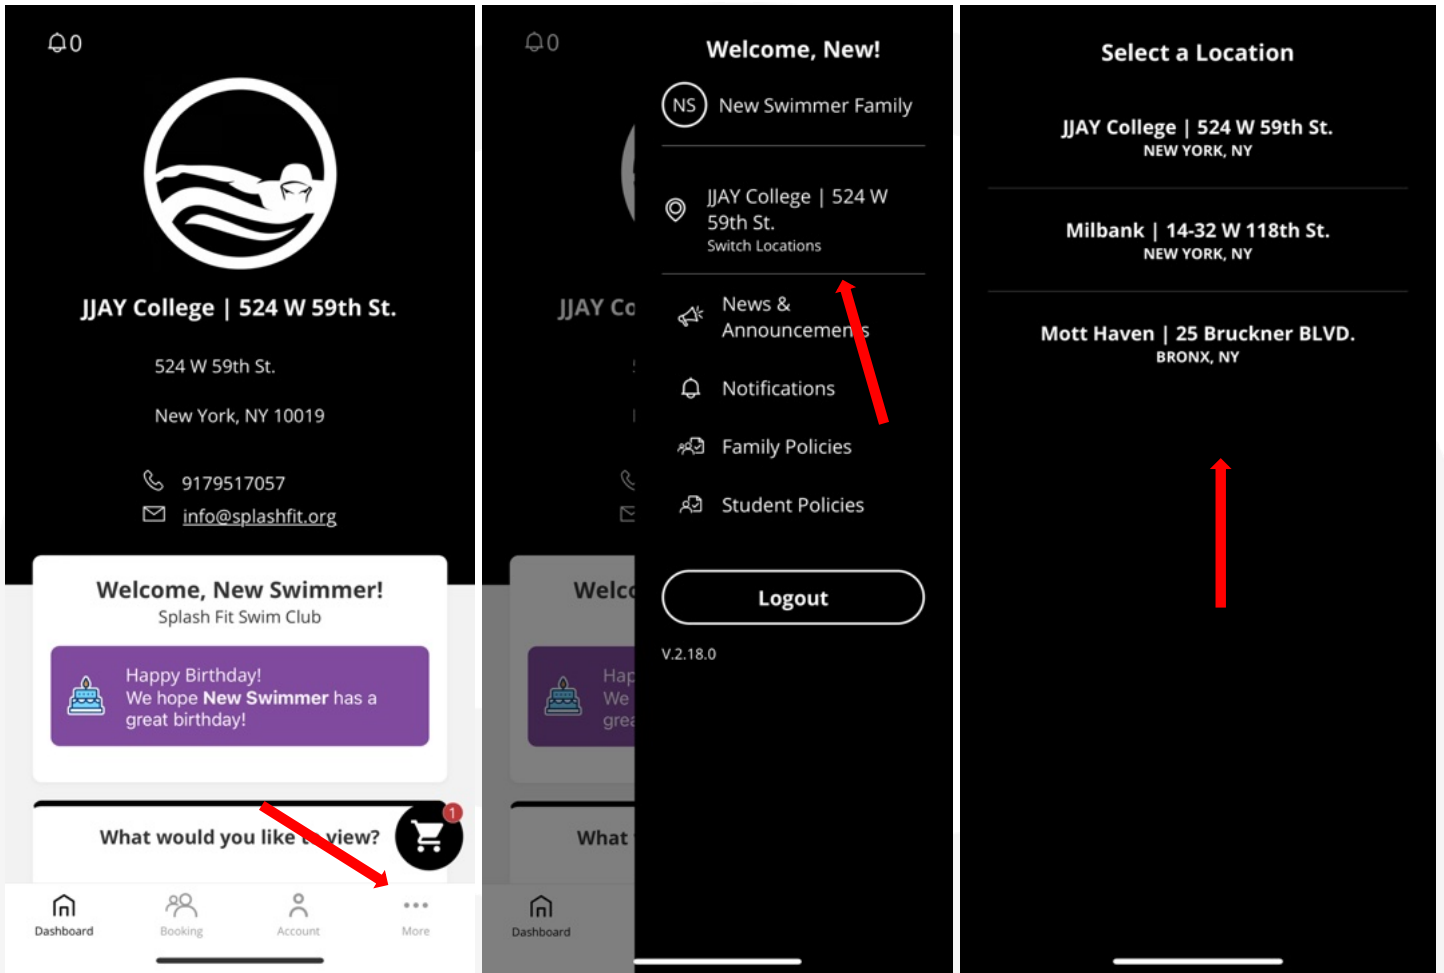 0
JJAY College | 524 W 59th St.
524 W 59th St.
New York, NY 10019
9179517057
info@splashfit.org
Welcome, New Swimmer!
Splash Fit Swim Club
Happy Birthday!
We hope New Swimmer has a
great birthday!
What would you like to view?
1
Dashboard
Booking
Account
More
0
JJAY Co
Welco
Hap
We
grea
What
Dashboard
Welcome, New!
NS
New Swimmer Family
JJAY College | 524 W
59th St.
Switch Locations
News &
Announcements
Notifications
Family Policies
Student Policies
Logout
V.2.18.0
Select a Location
JJAY College | 524 W 59th St.
NEW YORK, NY
Milbank | 14-32 W 118th St.
NEW YORK, NY
Mott Haven | 25 Bruckner BLVD.
BRONX, NY